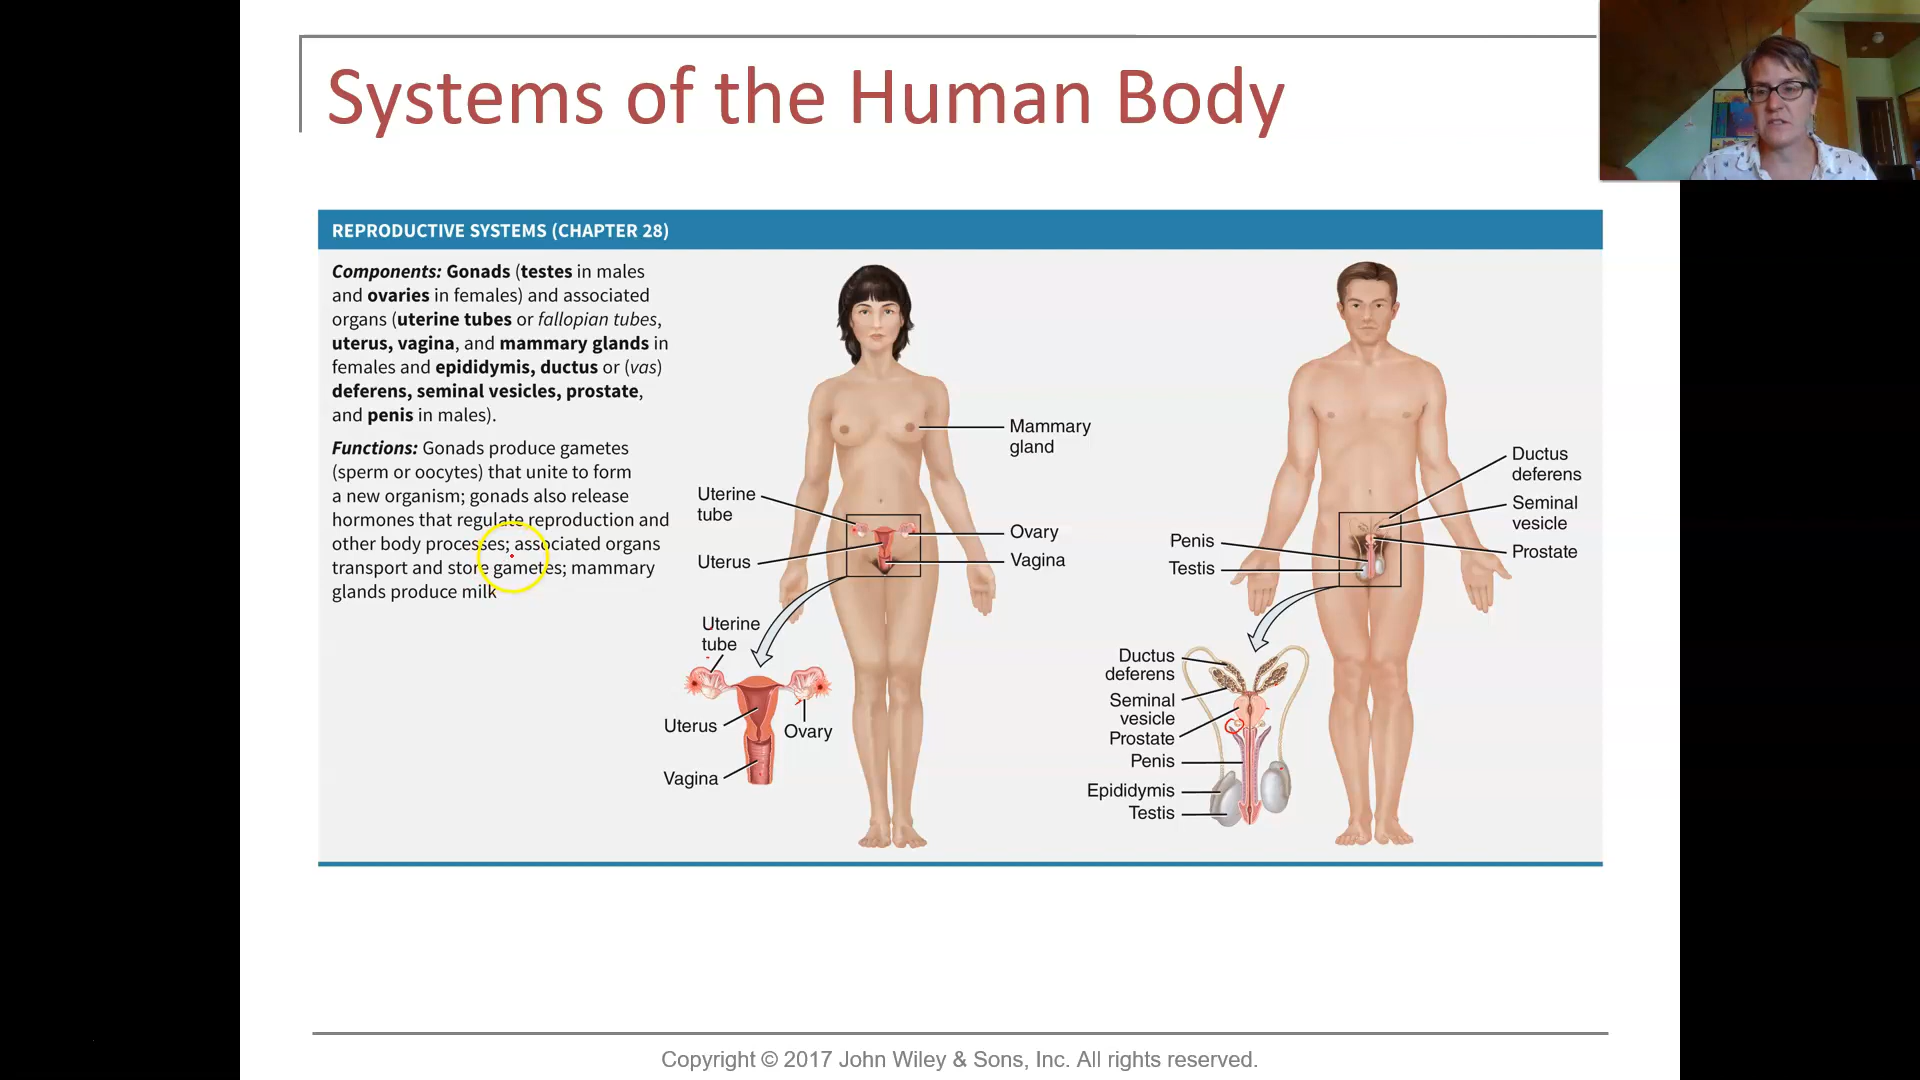 Systems of the Human Body
REPRODUCTIVE SYSTEMS (CHAPTER 28)
Components: Gonads (testes in males
and ovaries in females) and associated
organs (uterine tubes or fallopian tubes,
uterus, vagina, and mammary glands in
females and epididymis, ductus or (vas)
deferens, seminal vesicles, prostate,
and penis in males).
Functions: Gonads produce gametes
(sperm or oocytes) that unite to form
a new organism; gonads also release
hormones that regulate reproduction and
other body processes; associated organs
transport and store gametes; mammary
glands produce milk
Mammary
gland
Uterine
tube
Ovary
Uterus
Vagina
Uterine
tube
Uterus
Ovary
Vagina
Ductus
deferens
Seminal
vesicle
Prostate
Penis
Testis
Ductus
deferens
Seminal
vesicle
Prostate
Penis
Epididymis
Testis
Copyright © 2017 John Wiley & Sons, Inc. All rights reserved.